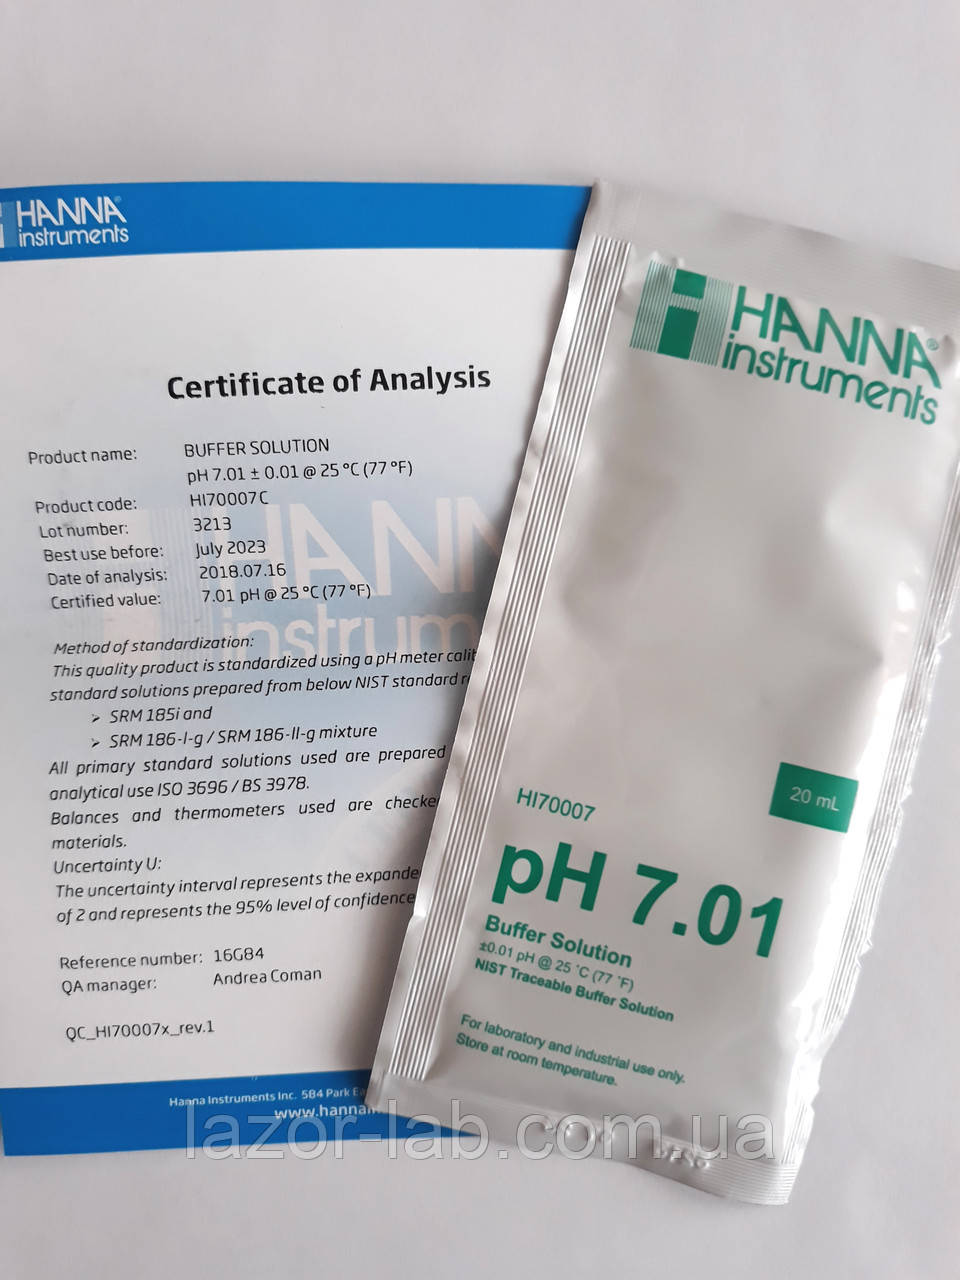 HANNA
instruments
Certificate of Analysis
Product name: BUFFER SOLUTION
pH 7.01 ± 0.01 @ 25 °C (77 °F)
Product code: HI70007C
Lot number: 3213
Best use before: July 2023
Date of analysis: 2018.07.16
Certified value: 7.01 pH @ 25 °C (77 °F)
Method of standardization:
This quality product is standardized using a pH meter calib
standard solutions prepared from below NIST standard r
➢ SRM 185i and
➢ SRM 186-I-g / SRM 186-II-g mixture
All primary standard solutions used are prepared
analytical use ISO 3696 / BS 3978.
Balances and thermometers used are checke
materials.
Uncertainty U:
The uncertainty interval represents the expande
of 2 and represents the 95% level of confidence
Reference number: 16G84
QA manager: Andrea Coman
QC_HI70007x_rev.1
Hanna Instruments Inc. 584 Park Ea
www.hannai
HANNA
instrum
HANNA®
instruments
HI70007
20 mL
pH 7.01
Buffer Solution
±0.01 pH @ 25 °C (77 °F)
NIST Traceable Buffer Solution
For laboratory and industrial use only.
Store at room temperature.
lazor-lab.com.ua